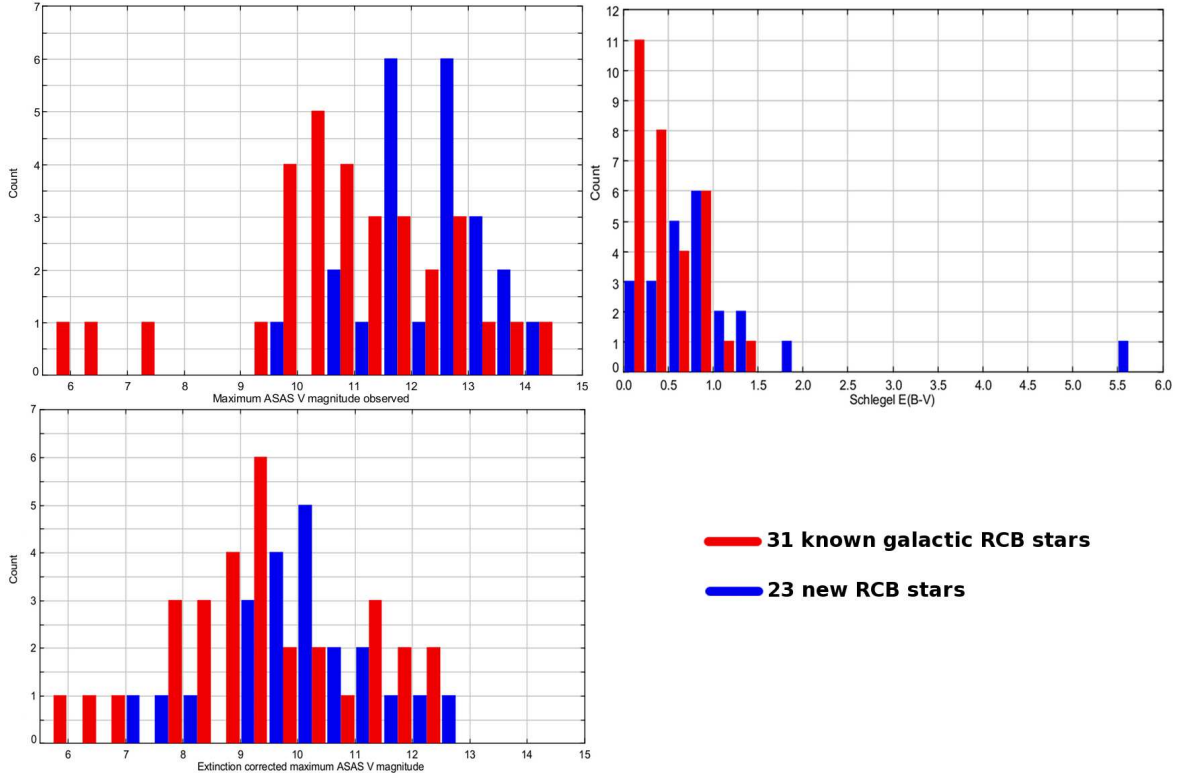 7
6
5
4
3
2
1
0
Count
6 7 8 9 10 11 12 13 14 15
Maximum ASAS V magnitude observed
12
11
10
9
8
7
6
5
4
3
2
1
0
Count
0.0 0.5 1.0 1.5 2.0 2.5 3.0 3.5 4.0 4.5 5.0 5.5 6.0
Schlegel E(B-V)
7
6
5
4
3
2
1
0
Count
6 7 8 9 10 11 12 13 14 15
Extinction corrected maximum ASAS V magnitude
31 known galactic RCB stars
23 new RCB stars